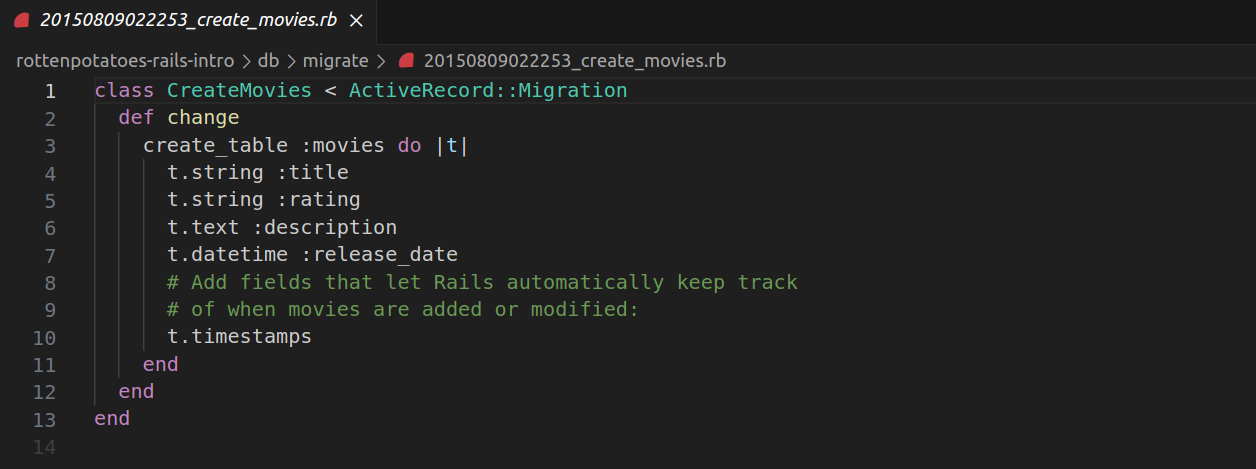 20150809022253_create_movies.rb ×
rottenpotatoes-rails-intro > db > migrate > 20150809022253_create_movies.rb
1 class CreateMovies < ActiveRecord::Migration
2   def change
3     create_table :movies do |t|
4       t.string :title
5       t.string :rating
6       t.text :description
7       t.datetime :release_date
8       # Add fields that let Rails automatically keep track
9       # of when movies are added or modified:
10       t.timestamps
11     end
12   end
13 end
14